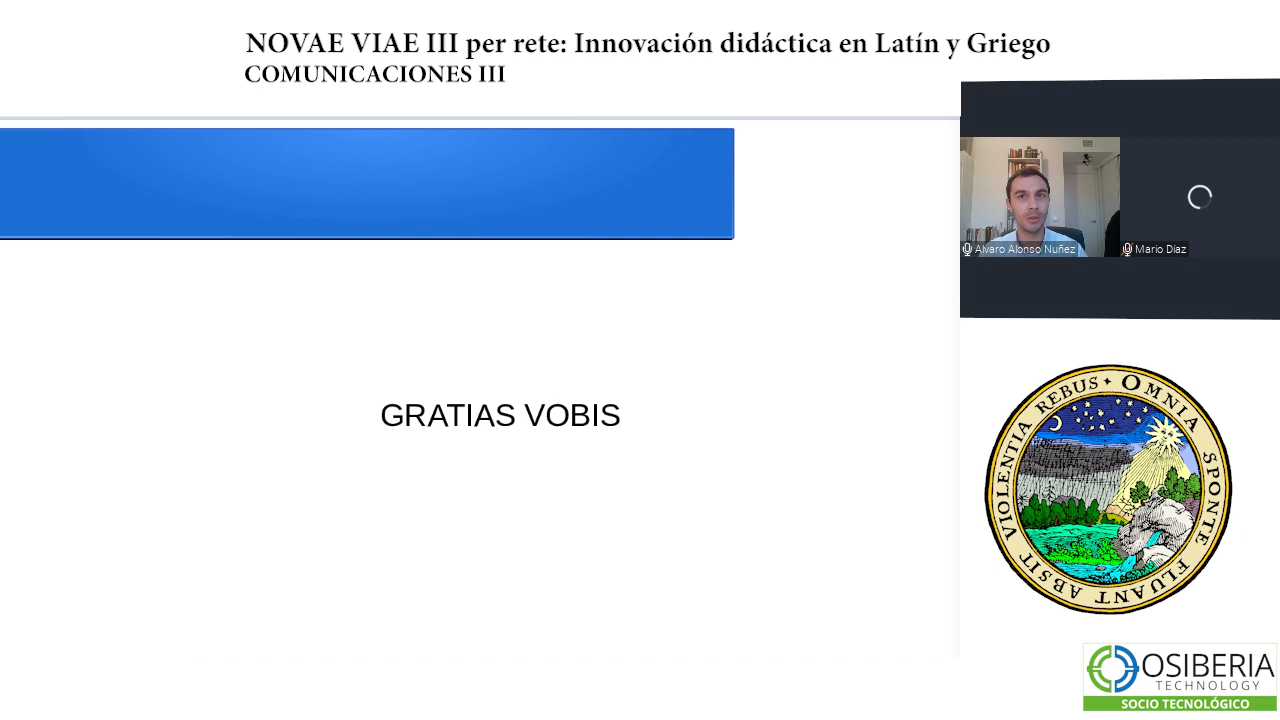 NOVAE VIAE III per rete: Innovación didáctica en Latín y Griego
COMUNICACIONES III
Alvaro Alonso Nuñez
Mario Diaz
GRATIAS VOBIS
OMNIA SPONTE FLUANT ABSIT VIOLENTIA REBUS
OSIBERIA
TECHNOLOGY
SOCIO TECNOLÓGICO